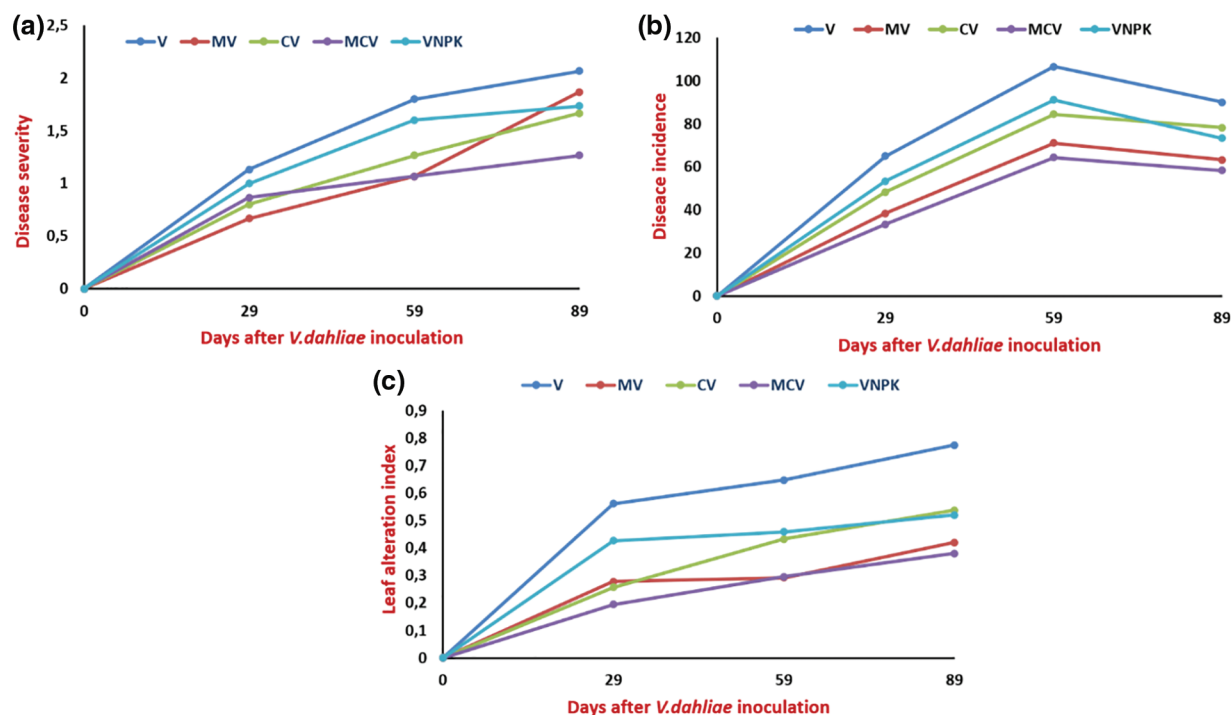 (a)
V MV CV MCV VNPK
Disease severity
2,5
2
1,5
1
0,5
0
0 29 59 89
Days after V.dahliae inoculation
(b)
V MV CV MCV VNPK
Diseace incidence
120
100
80
60
40
20
0
0 29 59 89
Days after V.dahliae inoculation
(c)
V MV CV MCV VNPK
Leaf alteration index
0,9
0,8
0,7
0,6
0,5
0,4
0,3
0,2
0,1
0
0 29 59 89
Days after V.dahliae inoculation